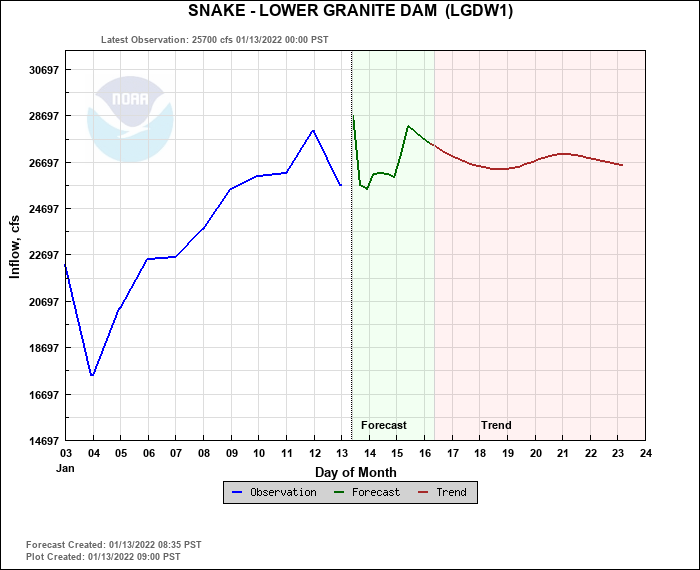 SNAKE - LOWER GRANITE DAM (LGDW1)
Latest Observation: 25700 cfs 01/13/2022 00:00 PST
NOAA
30697
28697
26697
24697
22697
20697
18697
16697
14697
Inflow, cfs
Forecast Trend
03 04 05 06 07 08 09 10 11 12 13 14 15 16 17 18 19 20 21 22 23 24
Jan
Day of Month
Observation Forecast Trend
Forecast Created: 01/13/2022 08:35 PST
Plot Created: 01/13/2022 09:00 PST